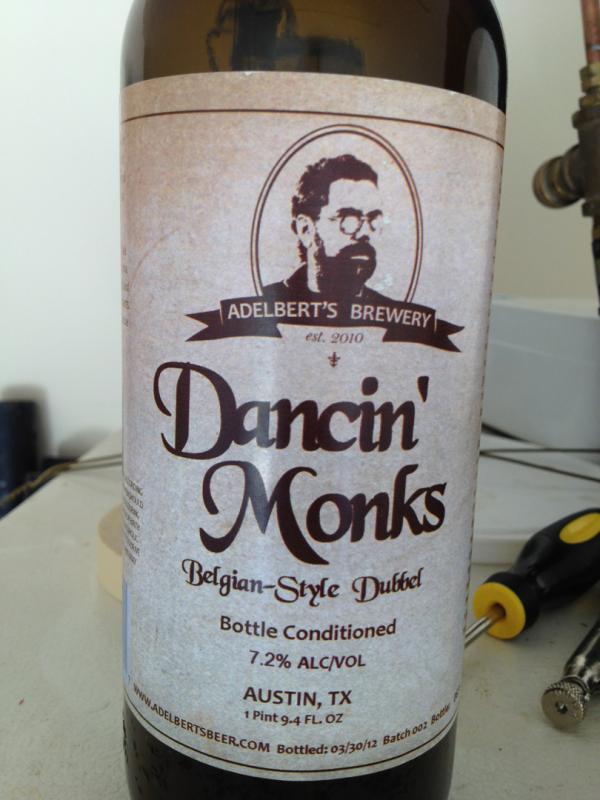 ADELBERT'S BREWERY
est. 2010
Dancin'
Monks
Belgian-Style Dubbel
Bottle Conditioned
7.2% ALC/VOL
AUSTIN, TX
1 Pint 9.4 FL. OZ
WWW.ADELBERTSBEER.COM Bottled: 03/30/12 Batch 002 Bottle: